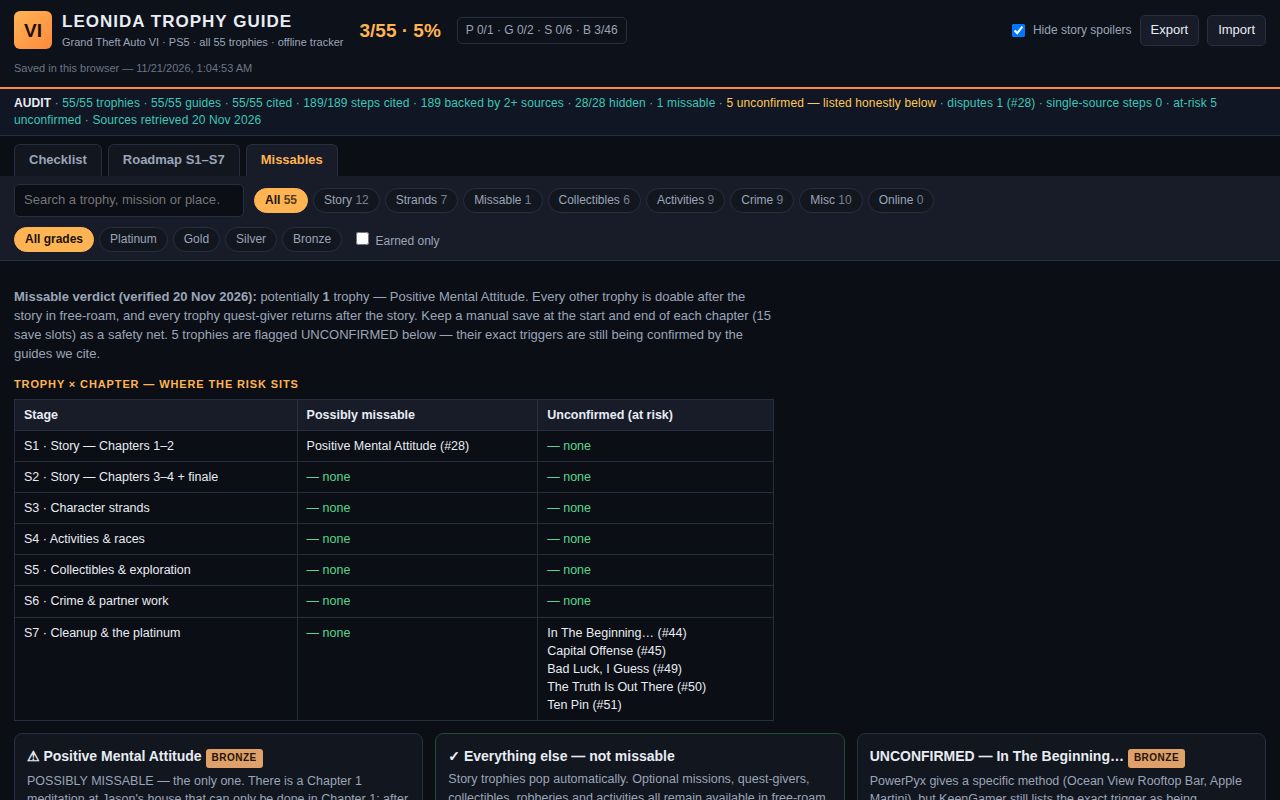 VI
LEONIDA TROPHY GUIDE
Grand Theft Auto VI · PS5 · all 55 trophies · offline tracker
3/55 · 5%
P 0/1 · G 0/2 · S 0/6 · B 3/46
Hide story spoilers
Export
Import
Saved in this browser — 11/21/2026, 1:04:53 AM
AUDIT · 55/55 trophies · 55/55 guides · 55/55 cited · 189/189 steps cited · 189 backed by 2+ sources · 28/28 hidden · 1 missable · 5 unconfirmed — listed honestly below · disputes 1 (#28) · single-source steps 0 · at-risk 5
unconfirmed · Sources retrieved 20 Nov 2026
Checklist
Roadmap S1–S7
Missables
Search a trophy, mission or place.
All 55
Story 12
Strands 7
Missable 1
Collectibles 6
Activities 9
Crime 9
Misc 10
Online 0
All grades
Platinum
Gold
Silver
Bronze
Earned only
Missable verdict (verified 20 Nov 2026): potentially 1 trophy — Positive Mental Attitude. Every other trophy is doable after the
story in free-roam, and every trophy quest-giver returns after the story. Keep a manual save at the start and end of each chapter (15
save slots) as a safety net. 5 trophies are flagged UNCONFIRMED below — their exact triggers are still being confirmed by the
guides we cite.
TROPHY × CHAPTER — WHERE THE RISK SITS
Stage
Possibly missable
Unconfirmed (at risk)
S1 · Story — Chapters 1–2
Positive Mental Attitude (#28)
— none
S2 · Story — Chapters 3–4 + finale
— none
— none
S3 · Character strands
— none
— none
S4 · Activities & races
— none
— none
S5 · Collectibles & exploration
— none
— none
S6 · Crime & partner work
— none
— none
S7 · Cleanup & the platinum
— none
In The Beginning… (#44)
Capital Offense (#45)
Bad Luck, I Guess (#49)
The Truth Is Out There (#50)
Ten Pin (#51)
⚠ Positive Mental Attitude BRONZE
POSSIBLY MISSABLE — the only one. There is a Chapter 1
meditation at Jason's house that can only be done in Chapter 1; after
✓ Everything else — not missable
Story trophies pop automatically. Optional missions, quest-givers,
collectibles, robberies and activities all remain available in free-roam
UNCONFIRMED — In The Beginning… BRONZE
PowerPyx gives a specific method (Ocean View Rooftop Bar, Apple
Martini), but KeepGamer still lists the exact trigger as being